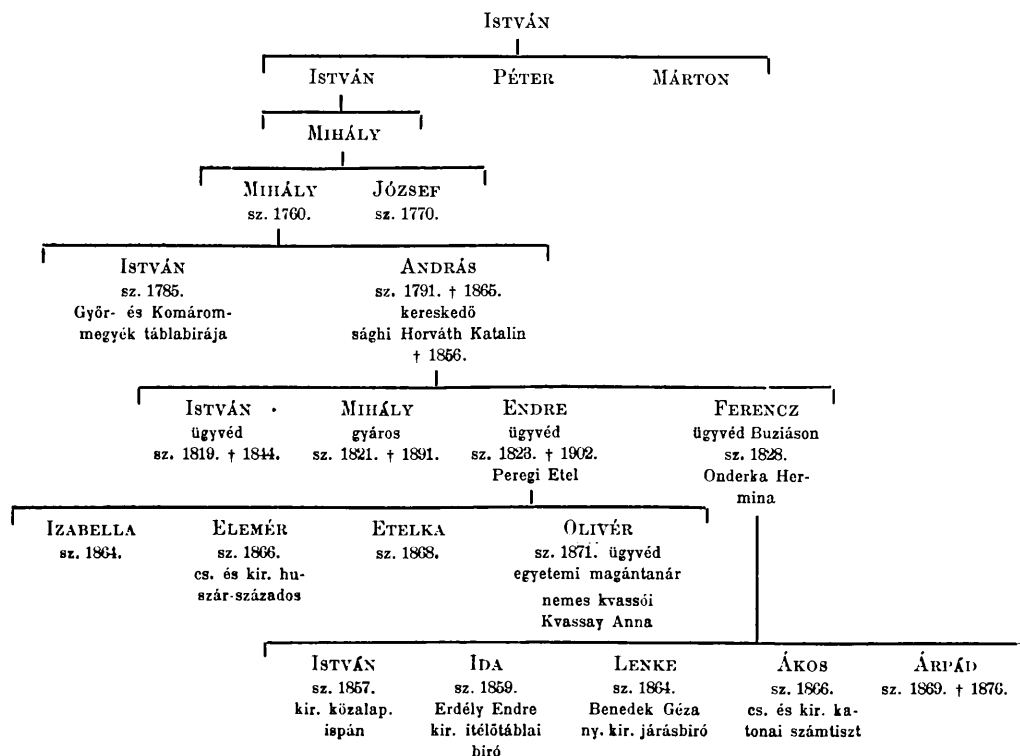 ISTVÁN
ISTVÁN PÉTER MÁRTON
MIHÁLY
MIHÁLY JÓZSEF
sz. 1760. sz. 1770.
ISTVÁN ANDRÁS
sz. 1785. sz. 1791. † 1865.
Győr- és Komárom- kereskedő
megyék táblabirája sághi Horváth Katalin
† 1856.
ISTVÁN MIHÁLY ENDRE FERENCZ
ügyvéd gyáros ügyvéd ügyvéd Buziáson
sz. 1819. † 1844. sz. 1821. † 1891. sz. 1823. † 1902. sz. 1828.
Peregi Etel Onderka Her-
mina
IZABELLA ELEMÉR ETELKA OLIVÉR
sz. 1864. sz. 1866. sz. 1868. sz. 1871. ügyvéd
cs. és kir. hu- egyetemi magántanár
szár-százados nemes kvassói
Kvassay Anna
ISTVÁN IDA LENKE ÁKOS ÁRPÁD
sz. 1857. sz. 1859. sz. 1864. sz. 1866. sz. 1869. † 1876.
kir. közalap. Erdély Endre Benedek Géza cs. és kir. ka-
ispán kir. itélőtáblai ny. kir. járásbiró tonai számtiszt
biró